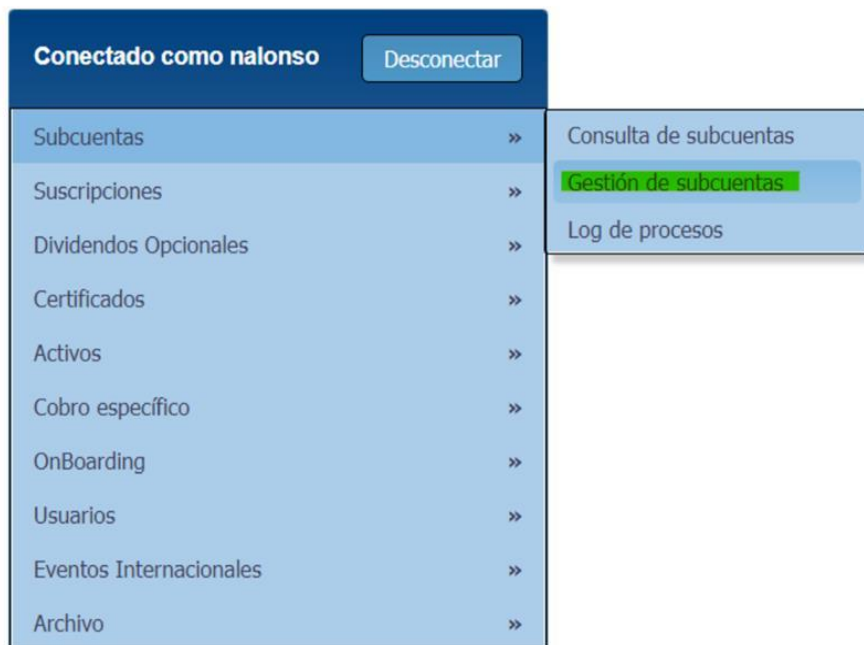 Conectado como nalonso
Desconectar
Subcuentas »
Suscripciones »
Dividendos Opcionales »
Certificados »
Activos »
Cobro específico »
OnBoarding »
Usuarios »
Eventos Internacionales »
Archivo »
Consulta de subcuentas
Gestión de subcuentas
Log de procesos